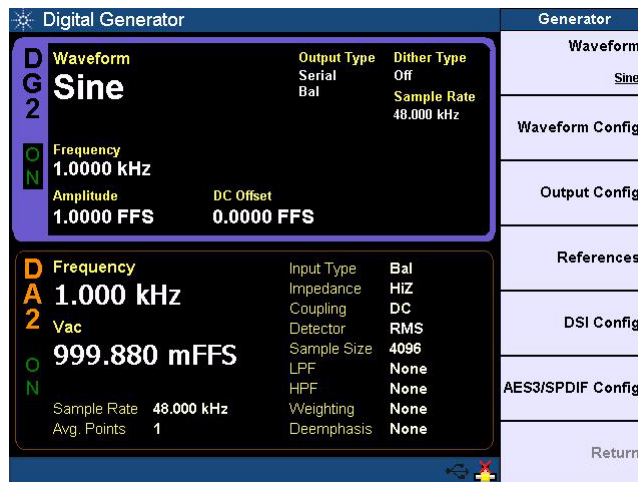 Digital Generator
DG2
ON
Waveform
Sine
Output Type
Serial
Bal
Dither Type
Off
Sample Rate
48.000 kHz
Frequency
1.0000 kHz
Amplitude
1.0000 FFS
DC Offset
0.0000 FFS
DA2
ON
Frequency
1.000 kHz
Vac
999.880 mFFS
Sample Rate 48.000 kHz
Avg. Points 1
Input Type Bal
Impedance HiZ
Coupling DC
Detector RMS
Sample Size 4096
LPF None
HPF None
Weighting None
Deemphasis None
Generator
Waveform
Sine
Waveform Config
Output Config
References
DSI Config
AES3/SPDIF Config
Return